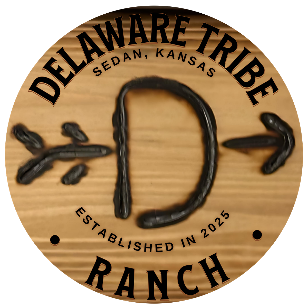 DELAWARE TRIBE
SEDAN, KANSAS
D
ESTABLISHED IN 2025
RANCH